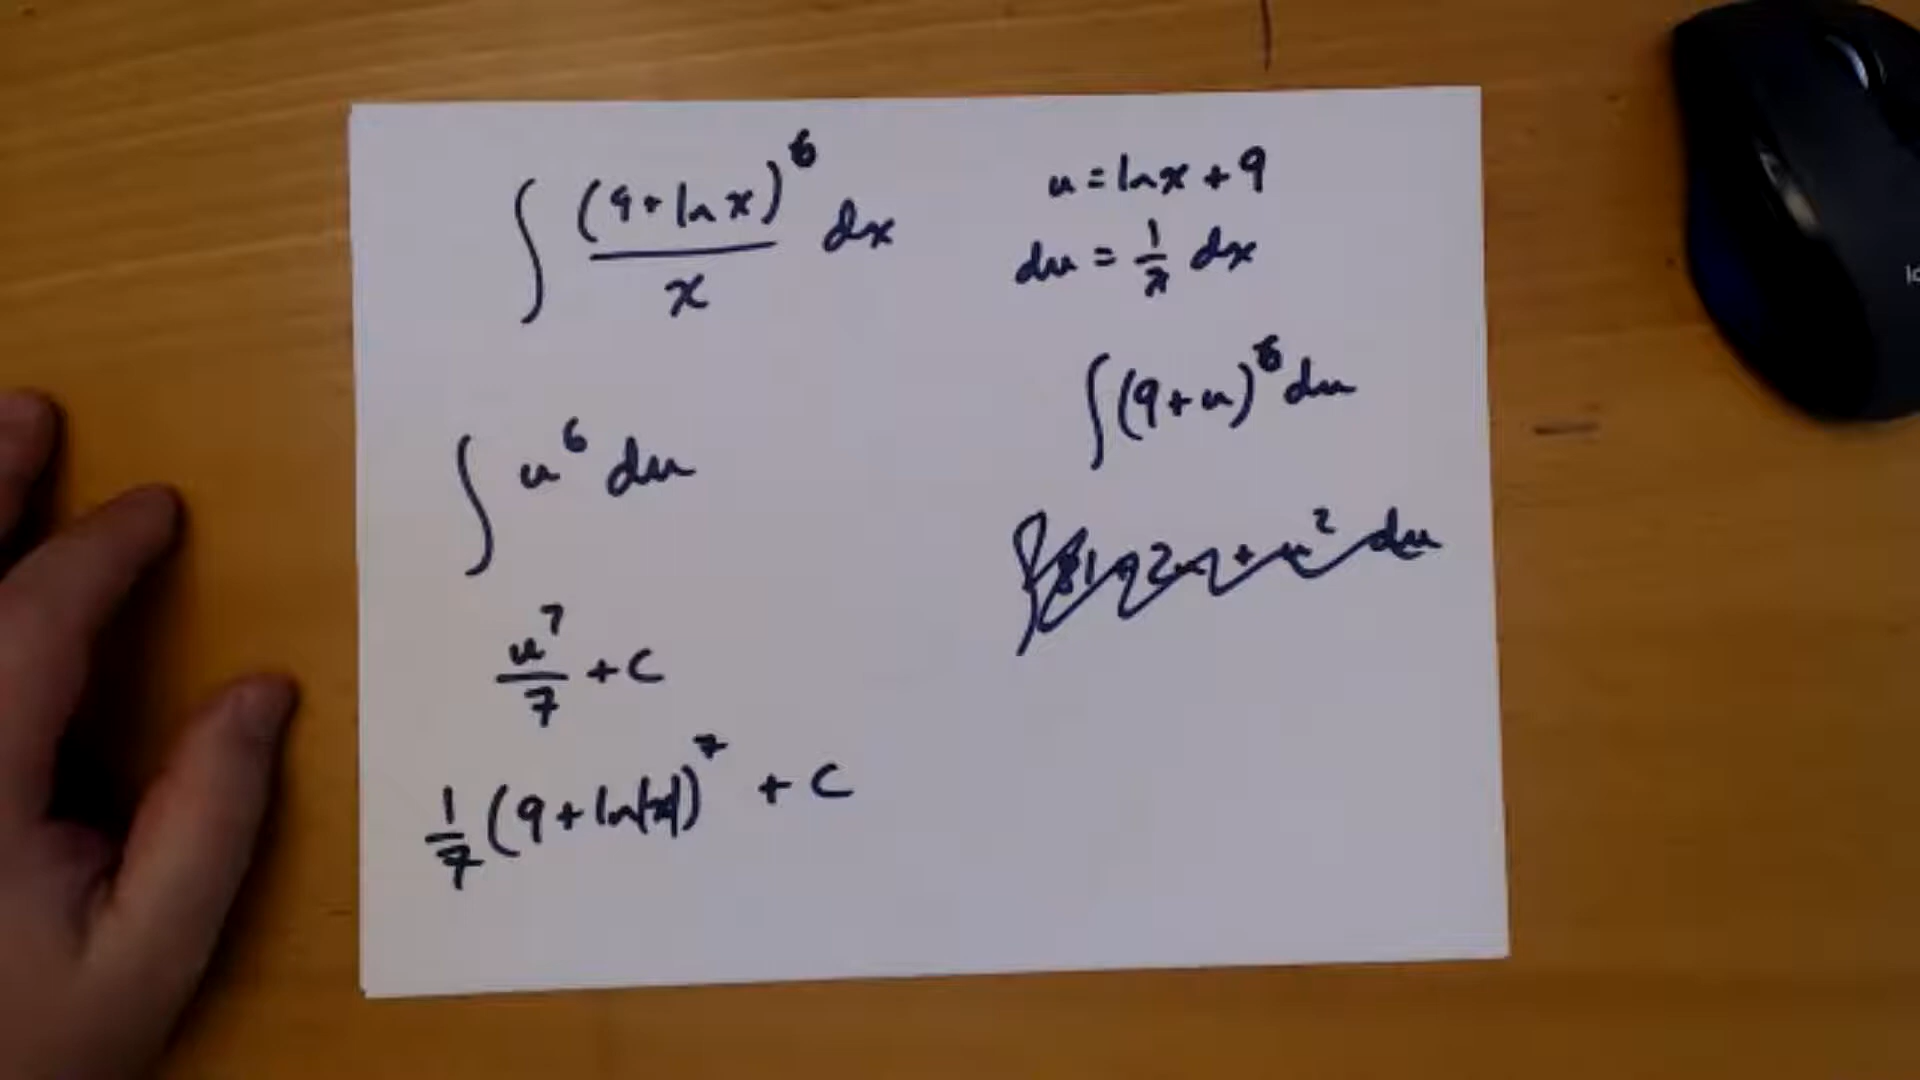 ∫ (9+ln x)^6 / x dx
u = ln x + 9
du = 1/x dx
∫(9+u)^6 du
∫ u^6 du
u^7/7 + C
1/7 (9+ln|x|)^7 + C